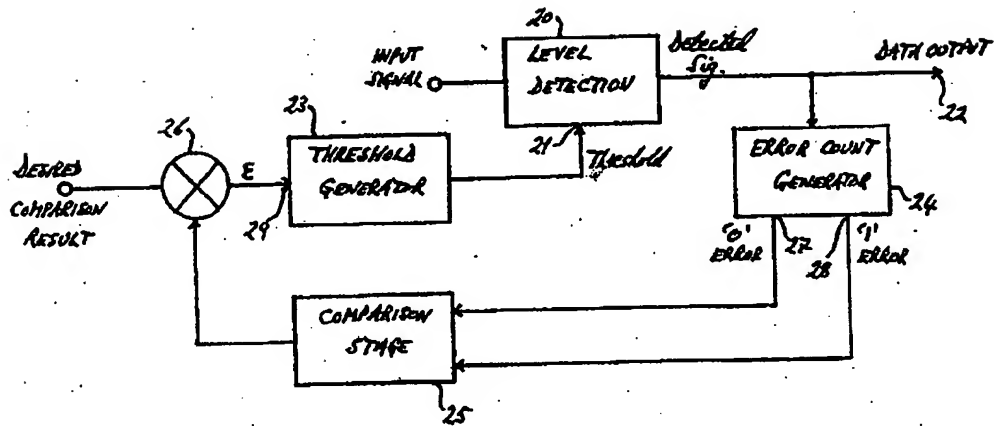 20
INPUT
SIGNAL
LEVEL
DETECTION
Detected
Sig.
DATA OUTPUT
22
26
23
21
Threshold
DESIRED
COMPARISON
RESULT
ε
29
THRESHOLD
GENERATOR
ERROR COUNT
GENERATOR
24
'0'
ERROR
27
28
'1'
ERROR
COMPARISON
STAGE
25